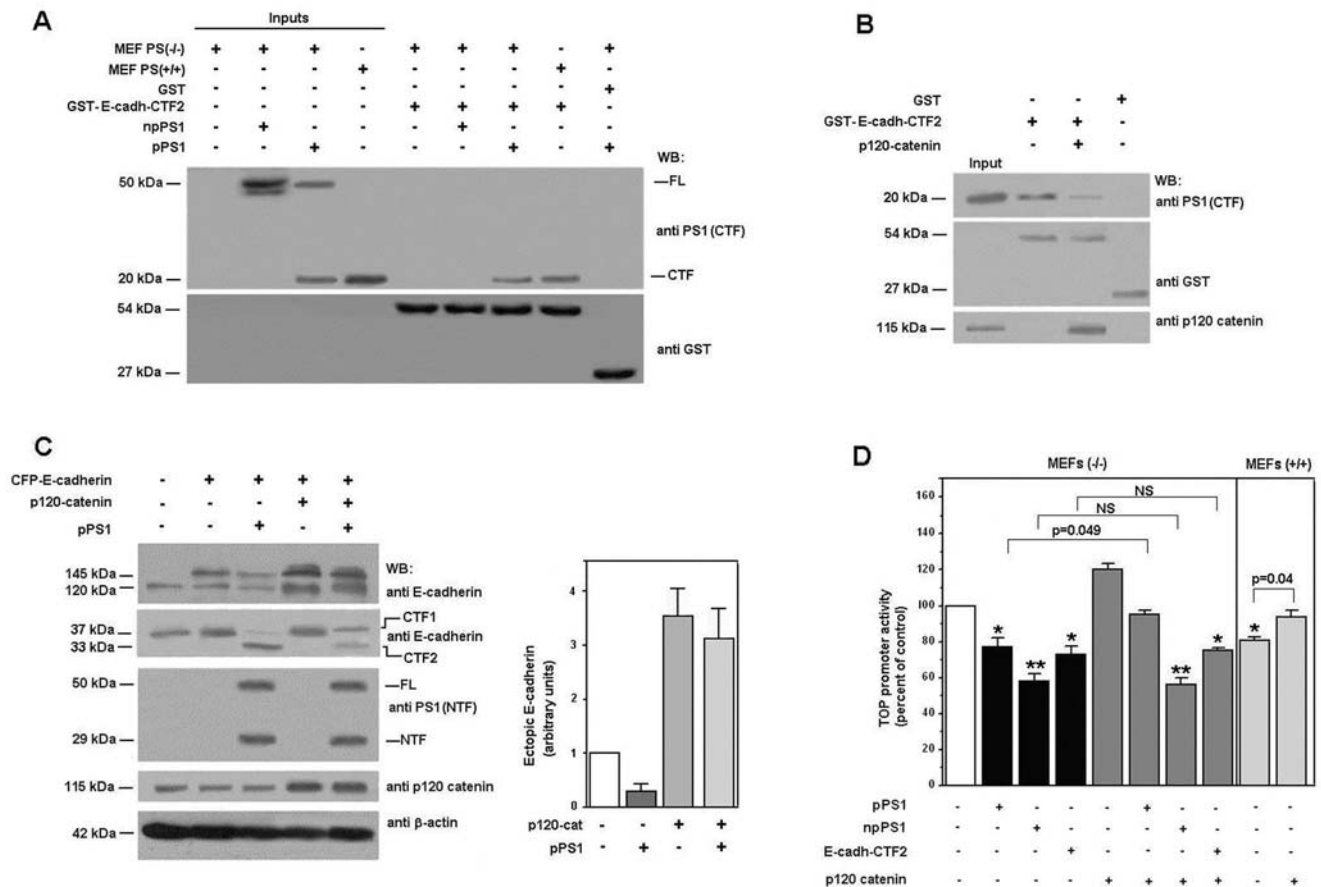 A
Inputs
MEF PS(-/-) + + + - + + + - +
MEF PS(+/+) - - - + - - - + -
GST - - - - - - - - +
GST- E-cadh-CTF2 - - - - + + + + -
npPS1 - + - - - + - - -
pPS1 - - + - - - + - +
WB:
50 kDa
FL
anti PS1(CTF)
20 kDa
CTF
54 kDa
anti GST
27 kDa
B
GST - - +
GST- E-cadh-CTF2 + + -
p120-catenin - + -
Input
WB:
20 kDa
anti PS1(CTF)
54 kDa
anti GST
27 kDa
115 kDa
anti p120 catenin
C
CFP-E-cadherin - + + + +
p120-catenin - - - + +
pPS1 - - + - +
145 kDa
WB:
120 kDa
anti E-cadherin
37 kDa
CTF1
anti E-cadherin
33 kDa
CTF2
50 kDa
FL
anti PS1(NTF)
29 kDa
NTF
115 kDa
anti p120 catenin
42 kDa
anti β-actin
Ectopic E-cadherin
(arbitrary units)
4
3
2
1
0
p120-cat - - + +
pPS1 - + - +
D
MEFs (-/-)
MEFs (+/+)
TOP promoter activity
(percent of control)
160
140
120
100
80
60
40
20
0
NS
NS
p=0.049
p=0.04
* ** * ** * *
pPS1 - + - - - + - - - -
npPS1 - - + - - - + - - -
E-cadh-CTF2 - - - + - - - + - -
p120 catenin - - - - + + + + - +